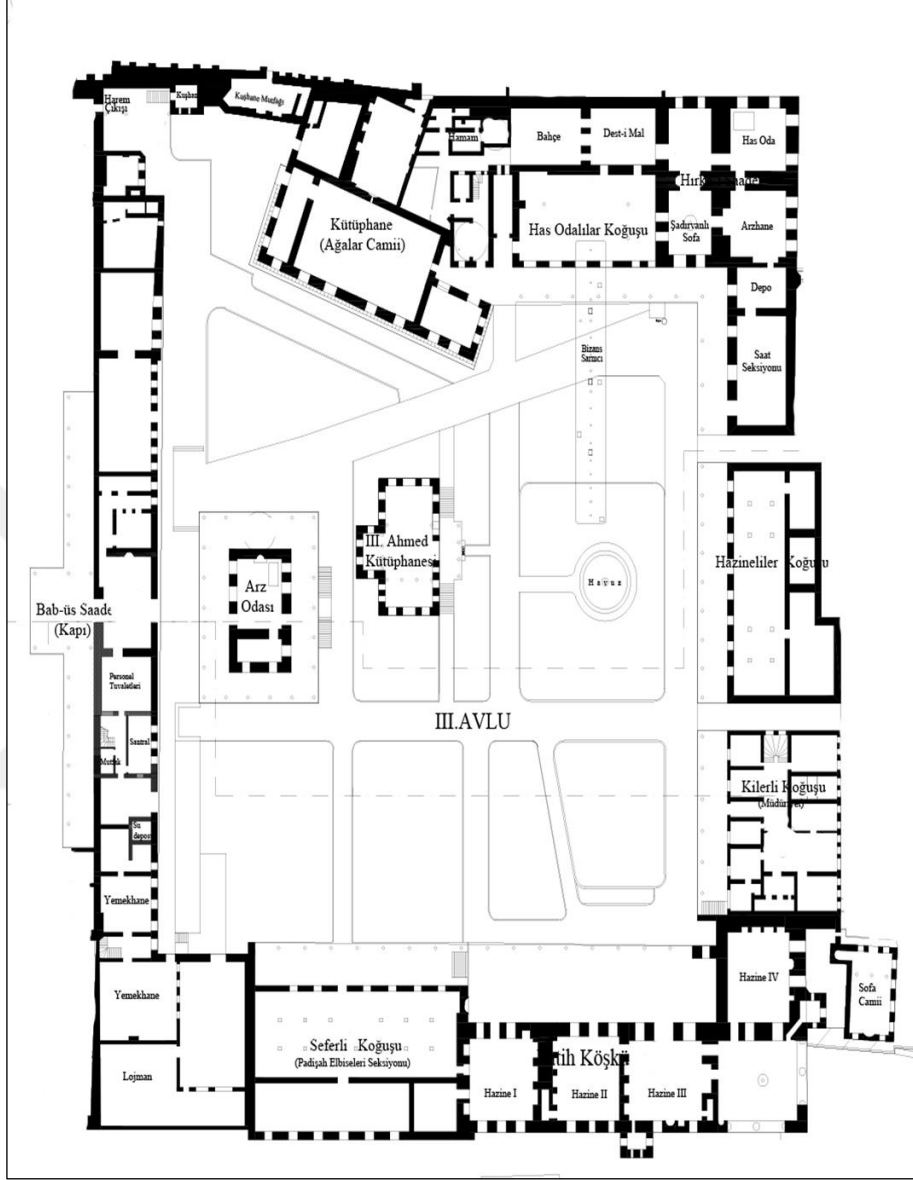 Harem
Çıkışı
Kuşhane Mutfağı
Hamam
Bahçe
Dest-i Mal
Has Oda
Kütüphane
(Ağalar Camii)
Has Odalılar Koğuşu
Şadırvanlı
Sofa
Arzhane
Depo
Bizans
Sarnıcı
Saat
Seksiyonu
III. Ahmed
Kütüphanesi
Arz
Odası
Havuz
Hazineliler Koğuşu
Bab-üs Saade
(Kapı)
Personel
Tuvaletleri
III.AVLU
Santral
Mutfak
Kilerli Koğuşu
(Müdüriyet)
Su
deposu
Yemekhane
Yemekhane
Hazine IV
Sofa
Camii
Seferli Koğuşu
(Padişah Elbiseleri Seksiyonu)
Lojman
Hazine I
Hazine II
Hazine III